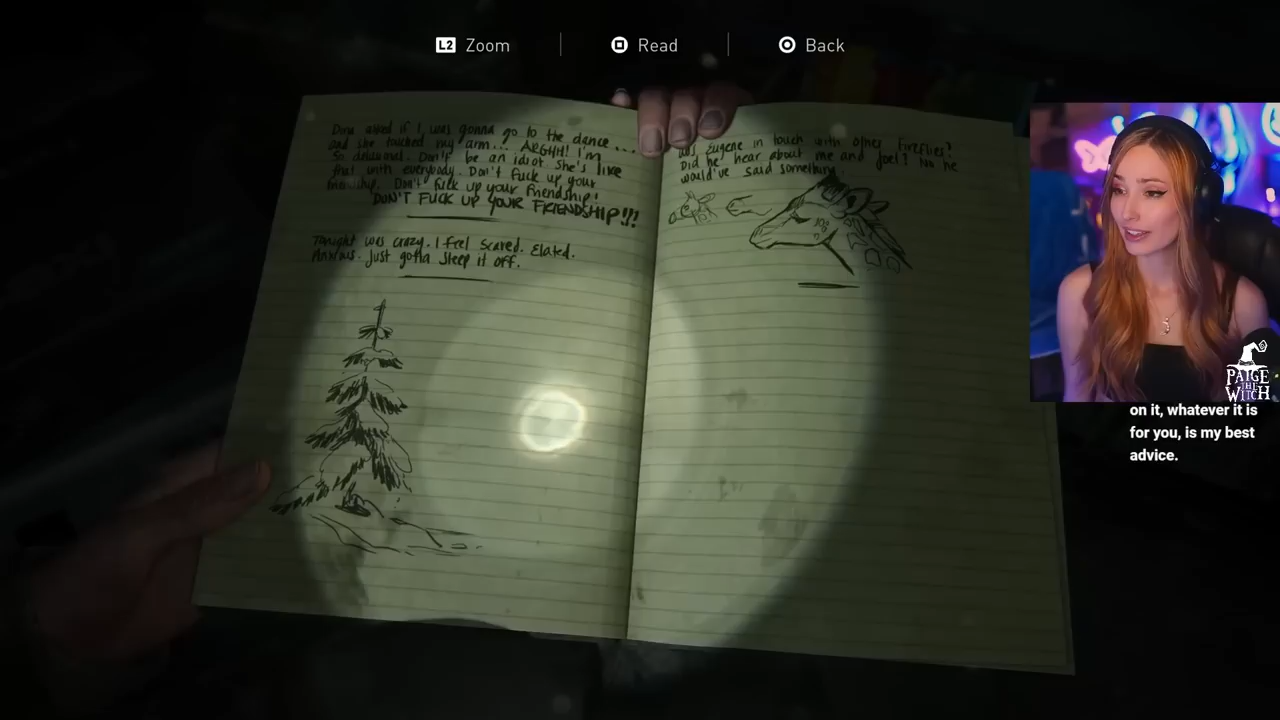 L2 Zoom
Read
Back
Dina asked if I was gonna go to the dance...
and she touched my arm... ARGHH! I'm
so delusional. Don't be an idiot. She's like
that with everybody. Don't fuck up your
friendship. Don't fuck up your friendship!
DON'T FUCK UP YOUR FRIENDSHIP!!!
Tonight was crazy. I feel scared. Elated.
Anxious. Just gotta sleep it off.
Was Eugene in touch with other fireflies?
Did he hear about me and Joel? No he
would've said something.
PAIGE
THE
WITCH
on it, whatever it is
for you, is my best
advice.